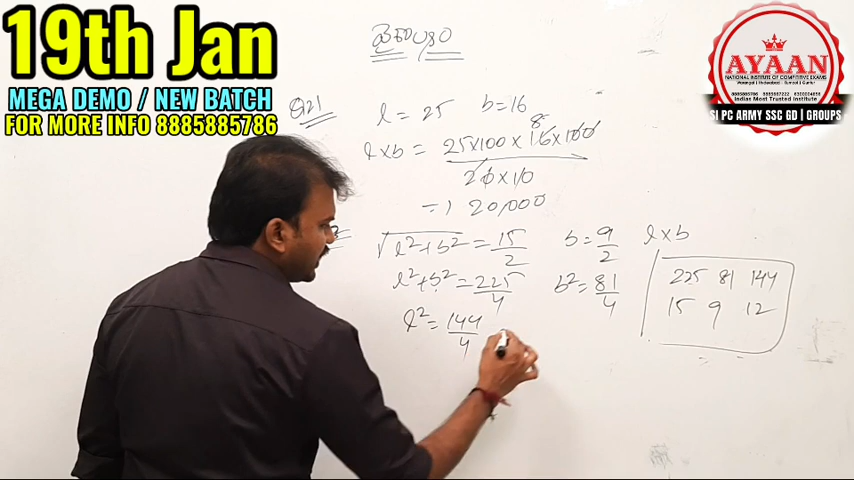 19th Jan
MEGA DEMO / NEW BATCH
FOR MORE INFO 8885885786
AYAAN
NATIONAL INSTITUTE OF COMPETITIVE EXAMS
Indias Most Trusted Institute
SI PC ARMY SSC GD | GROUPS
వైశాల్యం
l = 25 b = 16
l x b = 25x100 x 16 x 100
8
20 x 10
= 1 20,000
√l²+b² = 15/2 b = 9/2 l x b
l²+b² = 225/4 b² = 81/4
225 81 144
l² = 144/4
15 9 12